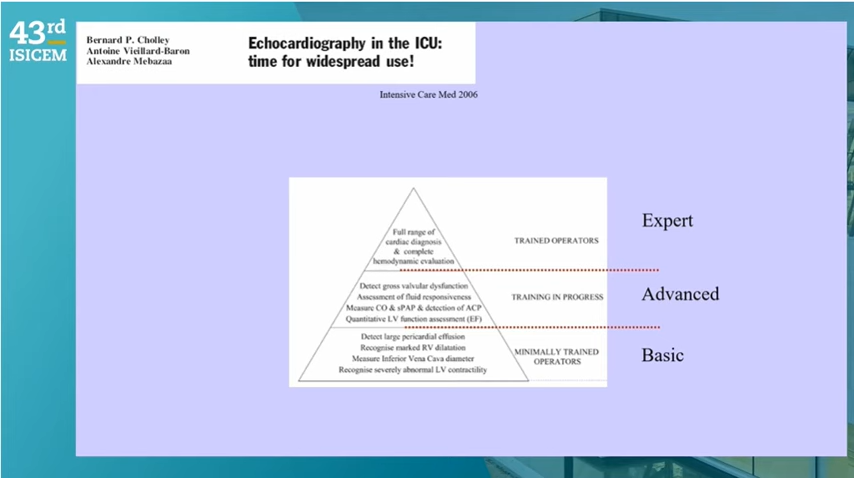 43rd
ISICEM
Bernard P. Cholley
Antoine Vieillard-Baron
Alexandre Mebazaa
Echocardiography in the ICU:
time for widespread use!
Intensive Care Med 2006
Full range of
cardiac diagnosis
& complete
hemodynamic evaluation
TRAINED OPERATORS
Expert
Detect gross valvular dysfunction
Assessment of fluid responsiveness
Measure CO & sPAP & detection of ACP
Quantitative LV function assessment (EF)
TRAINING IN PROGRESS
Advanced
Detect large pericardial effusion
Recognise marked RV dilatation
Measure Inferior Vena Cava diameter
Recognise severely abnormal LV contractility
MINIMALLY TRAINED
OPERATORS
Basic